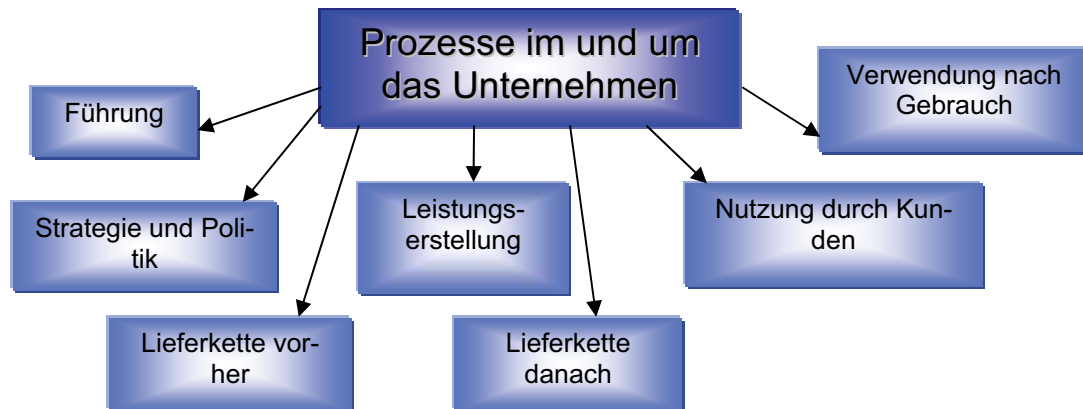 Prozesse im und um
das Unternehmen
Führung
Verwendung nach
Gebrauch
Strategie und Poli-
tik
Leistungs-
erstellung
Nutzung durch Kun-
den
Lieferkette vor-
her
Lieferkette
danach